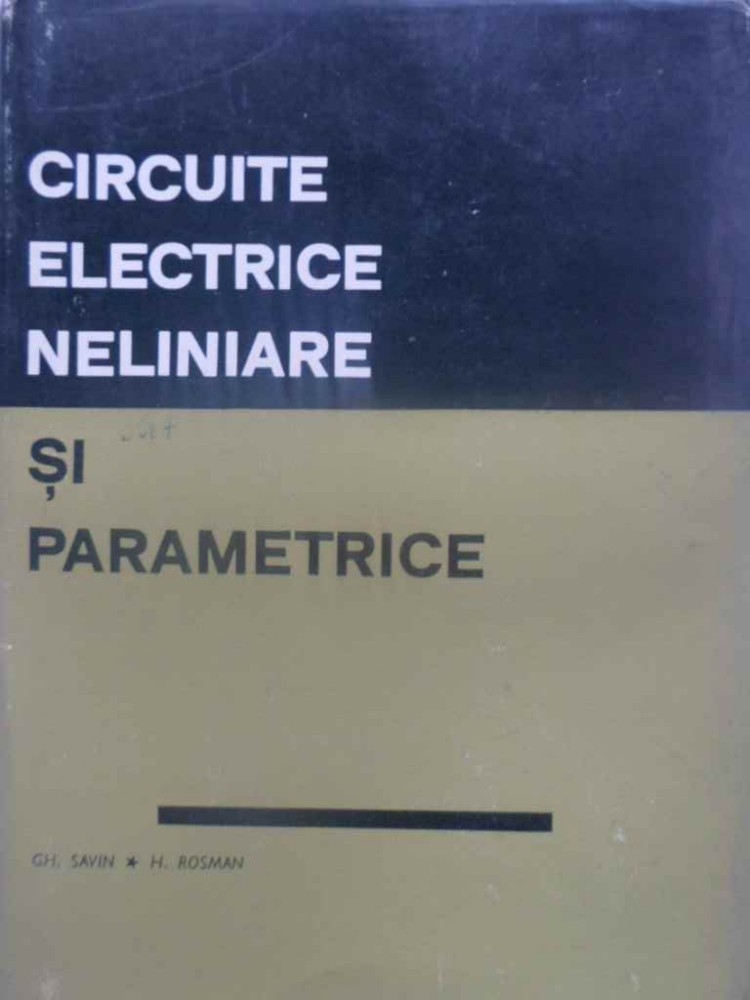 CIRCUITE
ELECTRICE
NELINIARE
ȘI
PARAMETRICE
GH. SAVIN ★ H. ROSMAN